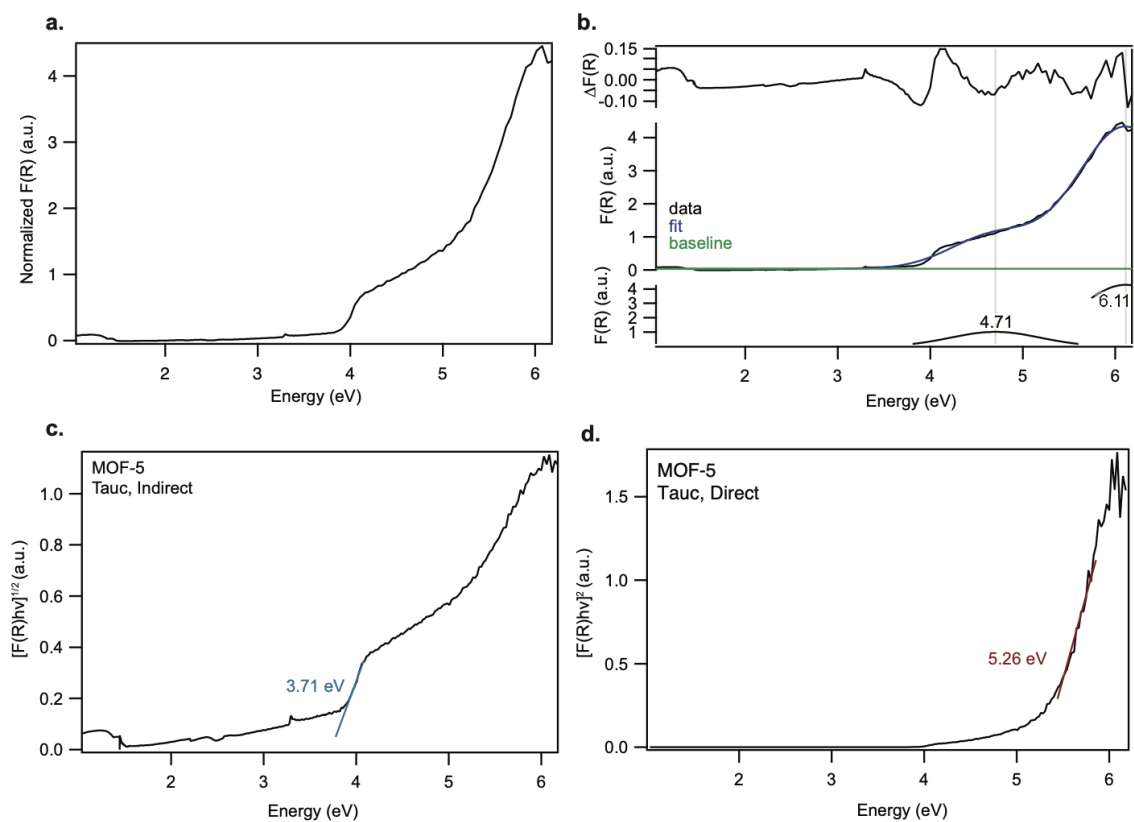 a.
Normalized F(R) (a.u.)
4
3
2
1
0
2 3 4 5 6
Energy (eV)
b.
ΔF(R)
0.15
0.00
-0.10
F(R) (a.u.)
4
3
2
1
0
data
fit
baseline
F(R) (a.u.)
4
3
2
1
4.71
6.11
2 3 4 5 6
Energy (eV)
c.
MOF-5
Tauc, Indirect
[F(R)hv]^1/2 (a.u.)
1.0
0.8
0.6
0.4
0.2
0.0
3.71 eV
2 3 4 5 6
Energy (eV)
d.
MOF-5
Tauc, Direct
[F(R)hv]² (a.u.)
1.5
1.0
0.5
0.0
5.26 eV
2 3 4 5 6
Energy (eV)